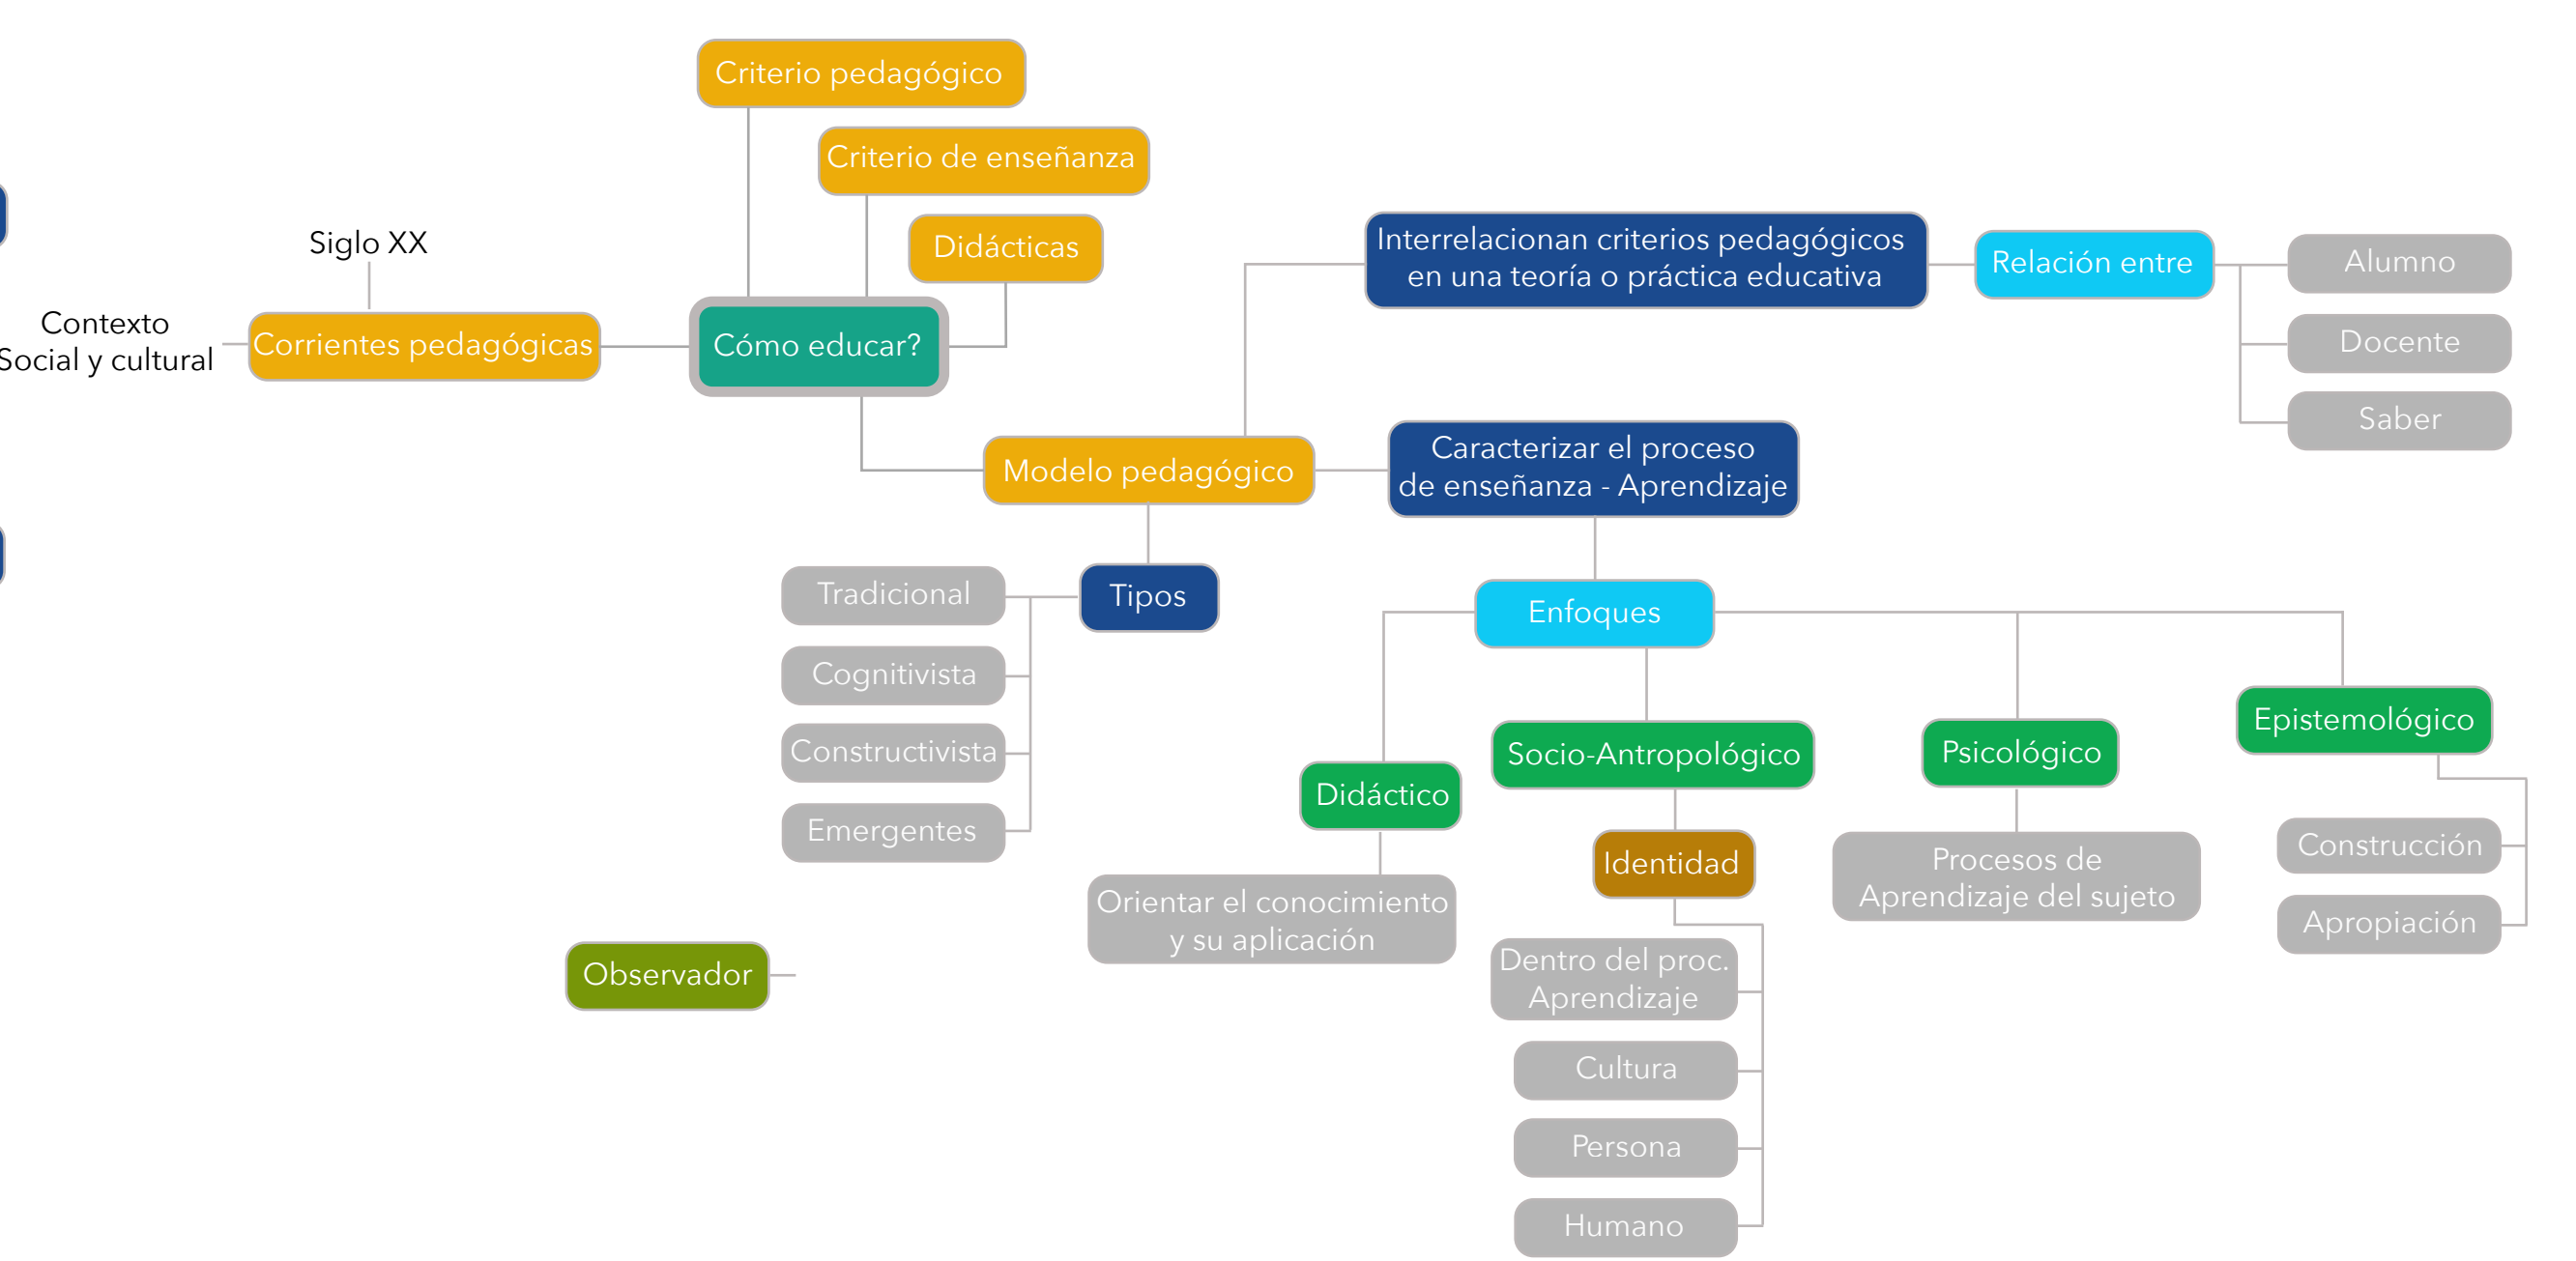 Criterio pedagógico
Criterio de enseñanza
Didácticas
Siglo XX
Contexto
Social y cultural
Corrientes pedagógicas
Cómo educar?
Interrelacionan criterios pedagógicos
en una teoría o práctica educativa
Relación entre
Alumno
Docente
Saber
Modelo pedagógico
Caracterizar el proceso
de enseñanza - Aprendizaje
Tipos
Tradicional
Cognitivista
Constructivista
Emergentes
Enfoques
Didáctico
Orientar el conocimiento
y su aplicación
Socio-Antropológico
Identidad
Dentro del proc.
Aprendizaje
Cultura
Persona
Humano
Psicológico
Procesos de
Aprendizaje del sujeto
Epistemológico
Construcción
Apropiación
Observador